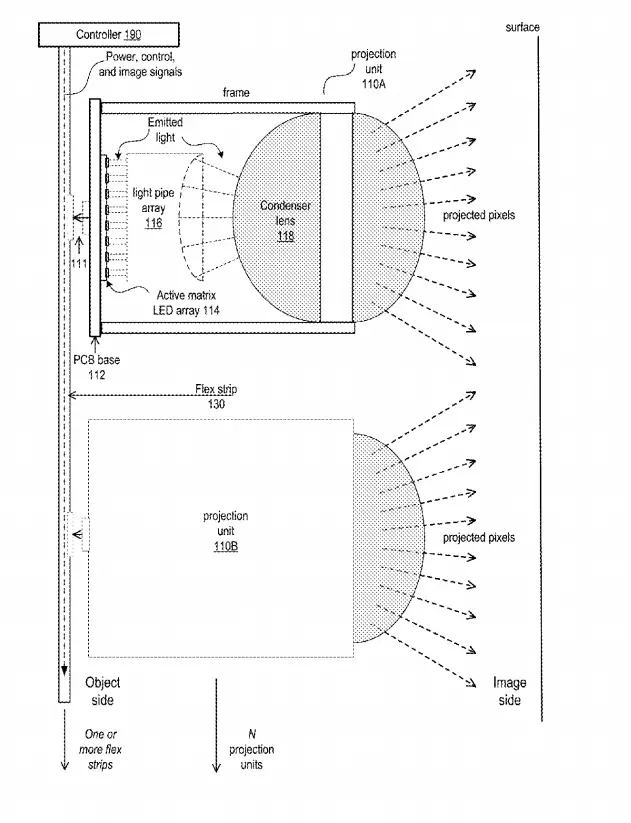 surface
Controller 190
Power, control,
and image signals
projection
unit
110A
frame
Emitted
light
light pipe
array
116
Condenser
lens
118
projected pixels
111
Active matrix
LED array 114
PCB base
112
Flex strip
130
projection
unit
110B
projected pixels
Object
side
Image
side
One or
more flex
strips
N
projection
units